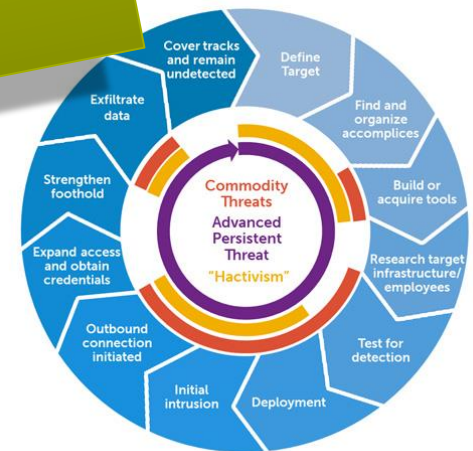 Define
Target
Find and
organize
accomplices
Build or
acquire tools
Research target
infrastructure/
employees
Test for
detection
Deployment
Initial
intrusion
Outbound
connection
initiated
Expand access
and obtain
credentials
Strengthen
foothold
Exfiltrate
data
Cover tracks
and remain
undetected
Commodity
Threats
Advanced
Persistent
Threat
"Hactivism"